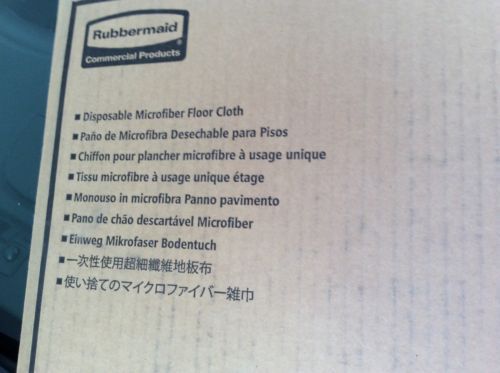 Rubbermaid®
Commercial Products
■ Disposable Microfiber Floor Cloth
■ Paño de Microfibra Desechable para Pisos
■ Chiffon pour plancher microfibre à usage unique
■ Tissu microfibre à usage unique étage
■ Monouso in microfibra Panno pavimento
■ Pano de chão descartável Microfiber
■ Einweg Mikrofaser Bodentuch
■ 一次性使用超細纖維地板布
■ 使い捨てのマイクロファイバー雑巾